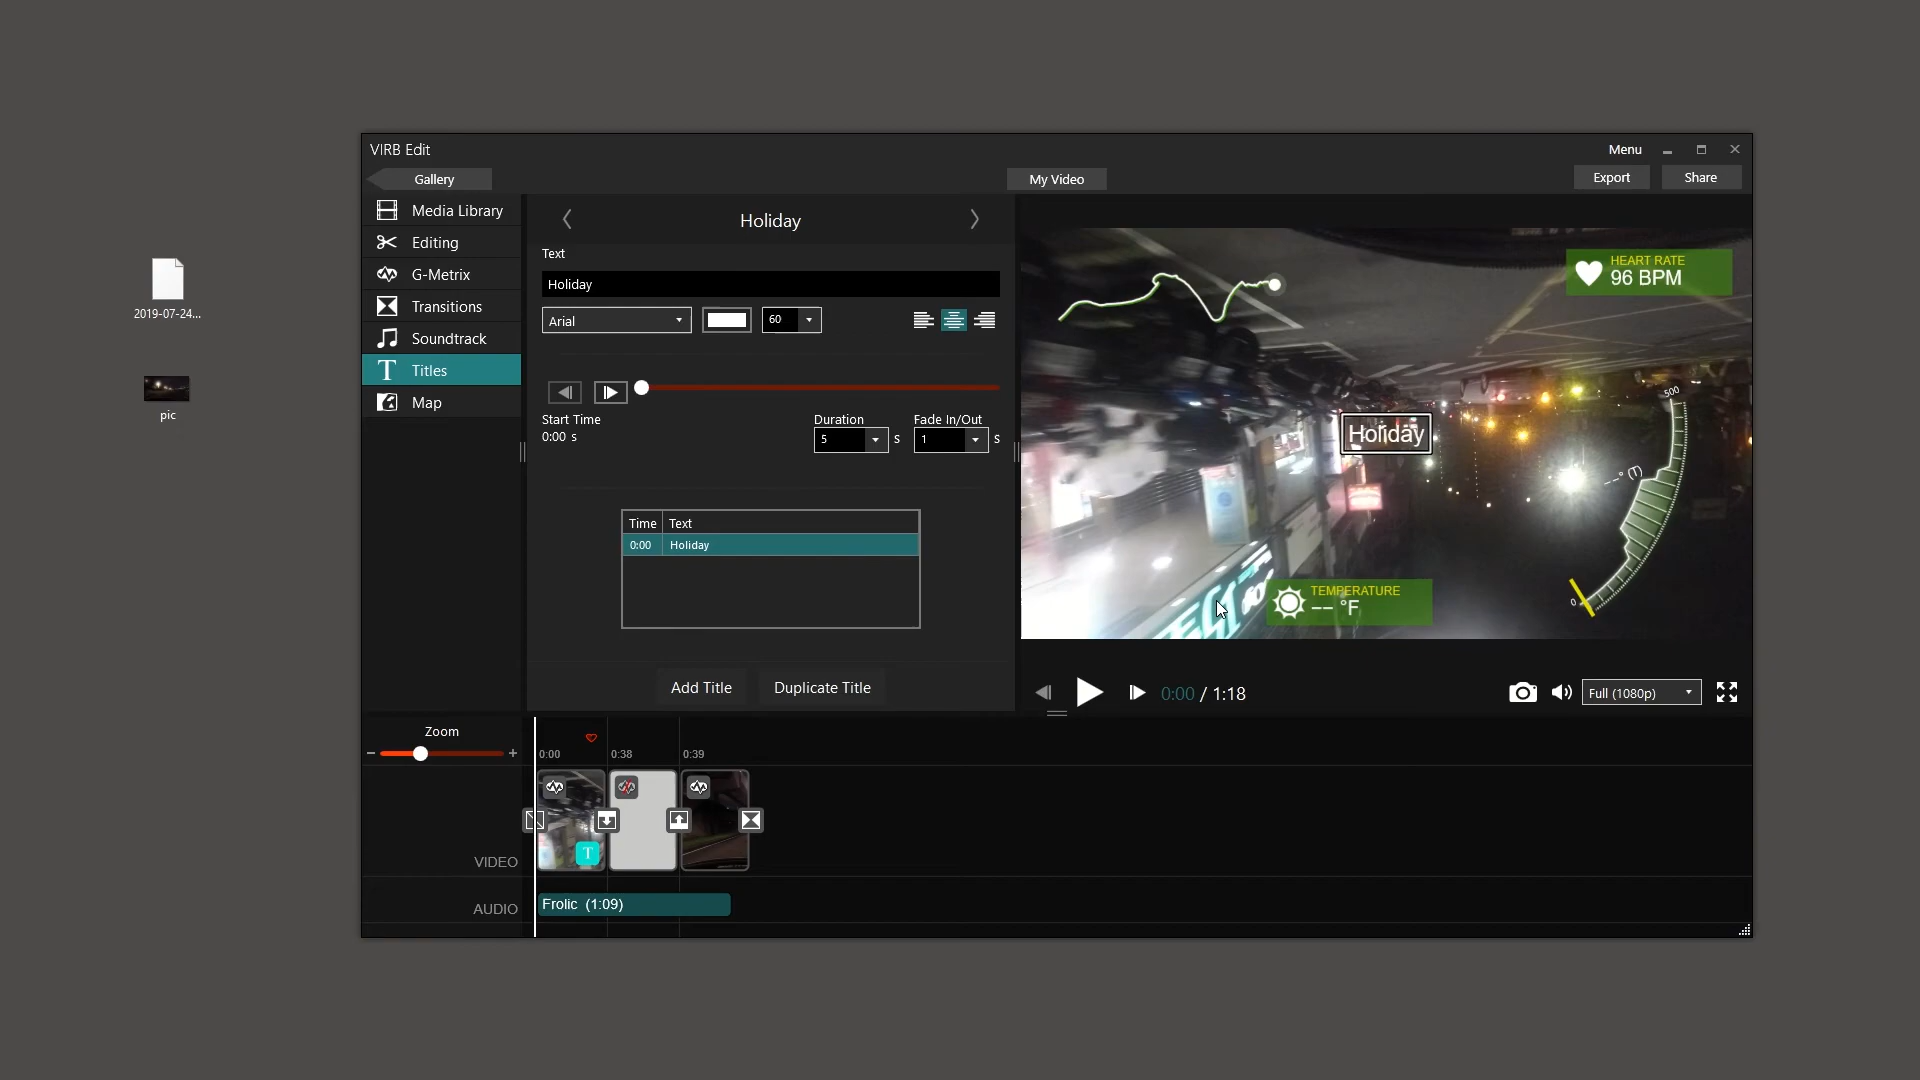 VIRB Edit
Menu
Gallery
My Video
Export
Share
Media Library
Editing
G-Metrix
Transitions
Soundtrack
Titles
Map
Holiday
Text
Holiday
Arial
60
Start Time
0:00 s
Duration
5 s
Fade In/Out
1 s
Time Text
0:00 Holiday
Add Title
Duplicate Title
HEART RATE
96 BPM
500
Holiday
--° (T)
0
TEMPERATURE
-- °F
0:00 / 1:18
Full (1080p)
2019-07-24...
pic
Zoom
0:00
0:38
0:39
T
VIDEO
AUDIO
Frolic (1:09)